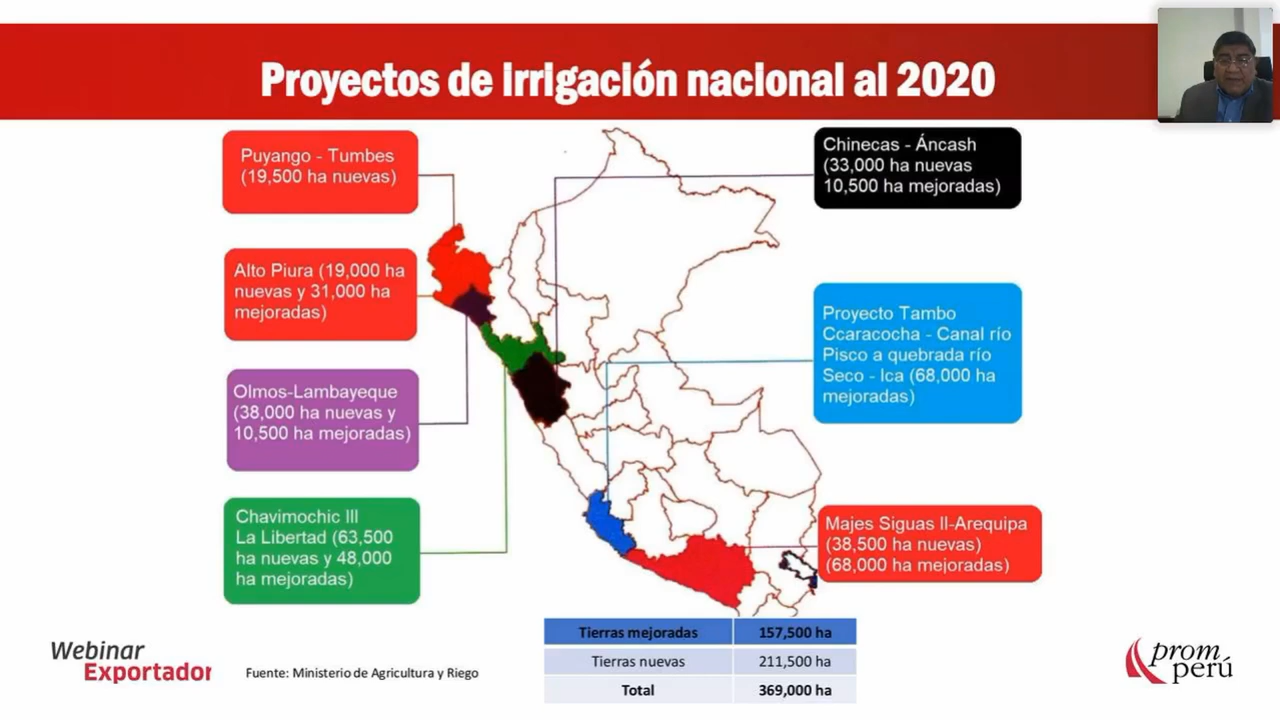 Proyectos de Irrigación nacional al 2020
Puyango - Tumbes
(19,500 ha nuevas)
Alto Piura (19,000 ha
nuevas y 31,000 ha
mejoradas)
Olmos-Lambayeque
(38,000 ha nuevas y
10,500 ha mejoradas)
Chavimochic III
La Libertad (63,500
ha nuevas y 48,000
ha mejoradas)
Chinecas - Áncash
(33,000 ha nuevas
10,500 ha mejoradas)
Proyecto Tambo
Ccaracocha - Canal río
Pisco a quebrada río
Seco - Ica (68,000 ha
mejoradas)
Majes Siguas II-Arequipa
(38,500 ha nuevas)
(68,000 ha mejoradas)
Tierras mejoradas 157,500 ha
Tierras nuevas 211,500 ha
Total 369,000 ha
Webinar
Exportador
Fuente: Ministerio de Agricultura y Riego
prom
perú